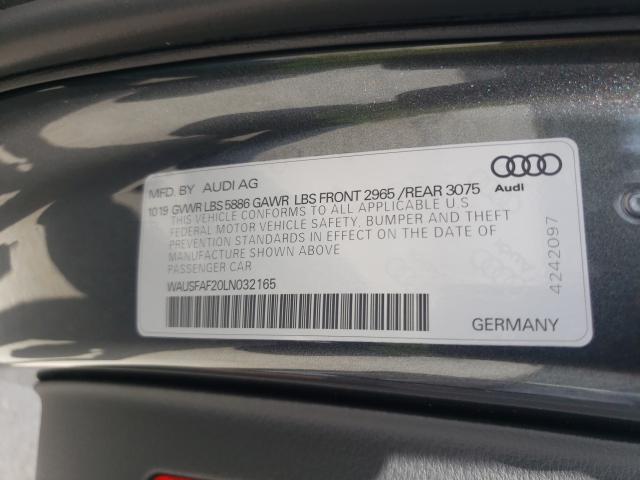 MFD. BY AUDI AG
Audi
1019 GVWR LBS 5886 GAWR LBS FRONT 2965 /REAR 3075
THIS VEHICLE CONFORMS TO ALL APPLICABLE U.S
FEDERAL MOTOR VEHICLE SAFETY, BUMPER AND THEFT
PREVENTION STANDARDS IN EFFECT ON THE DATE OF
MANUFACTURE SHOWN ABOVE
PASSENGER CAR
WAUSFAF20LN032165
GERMANY
4242097